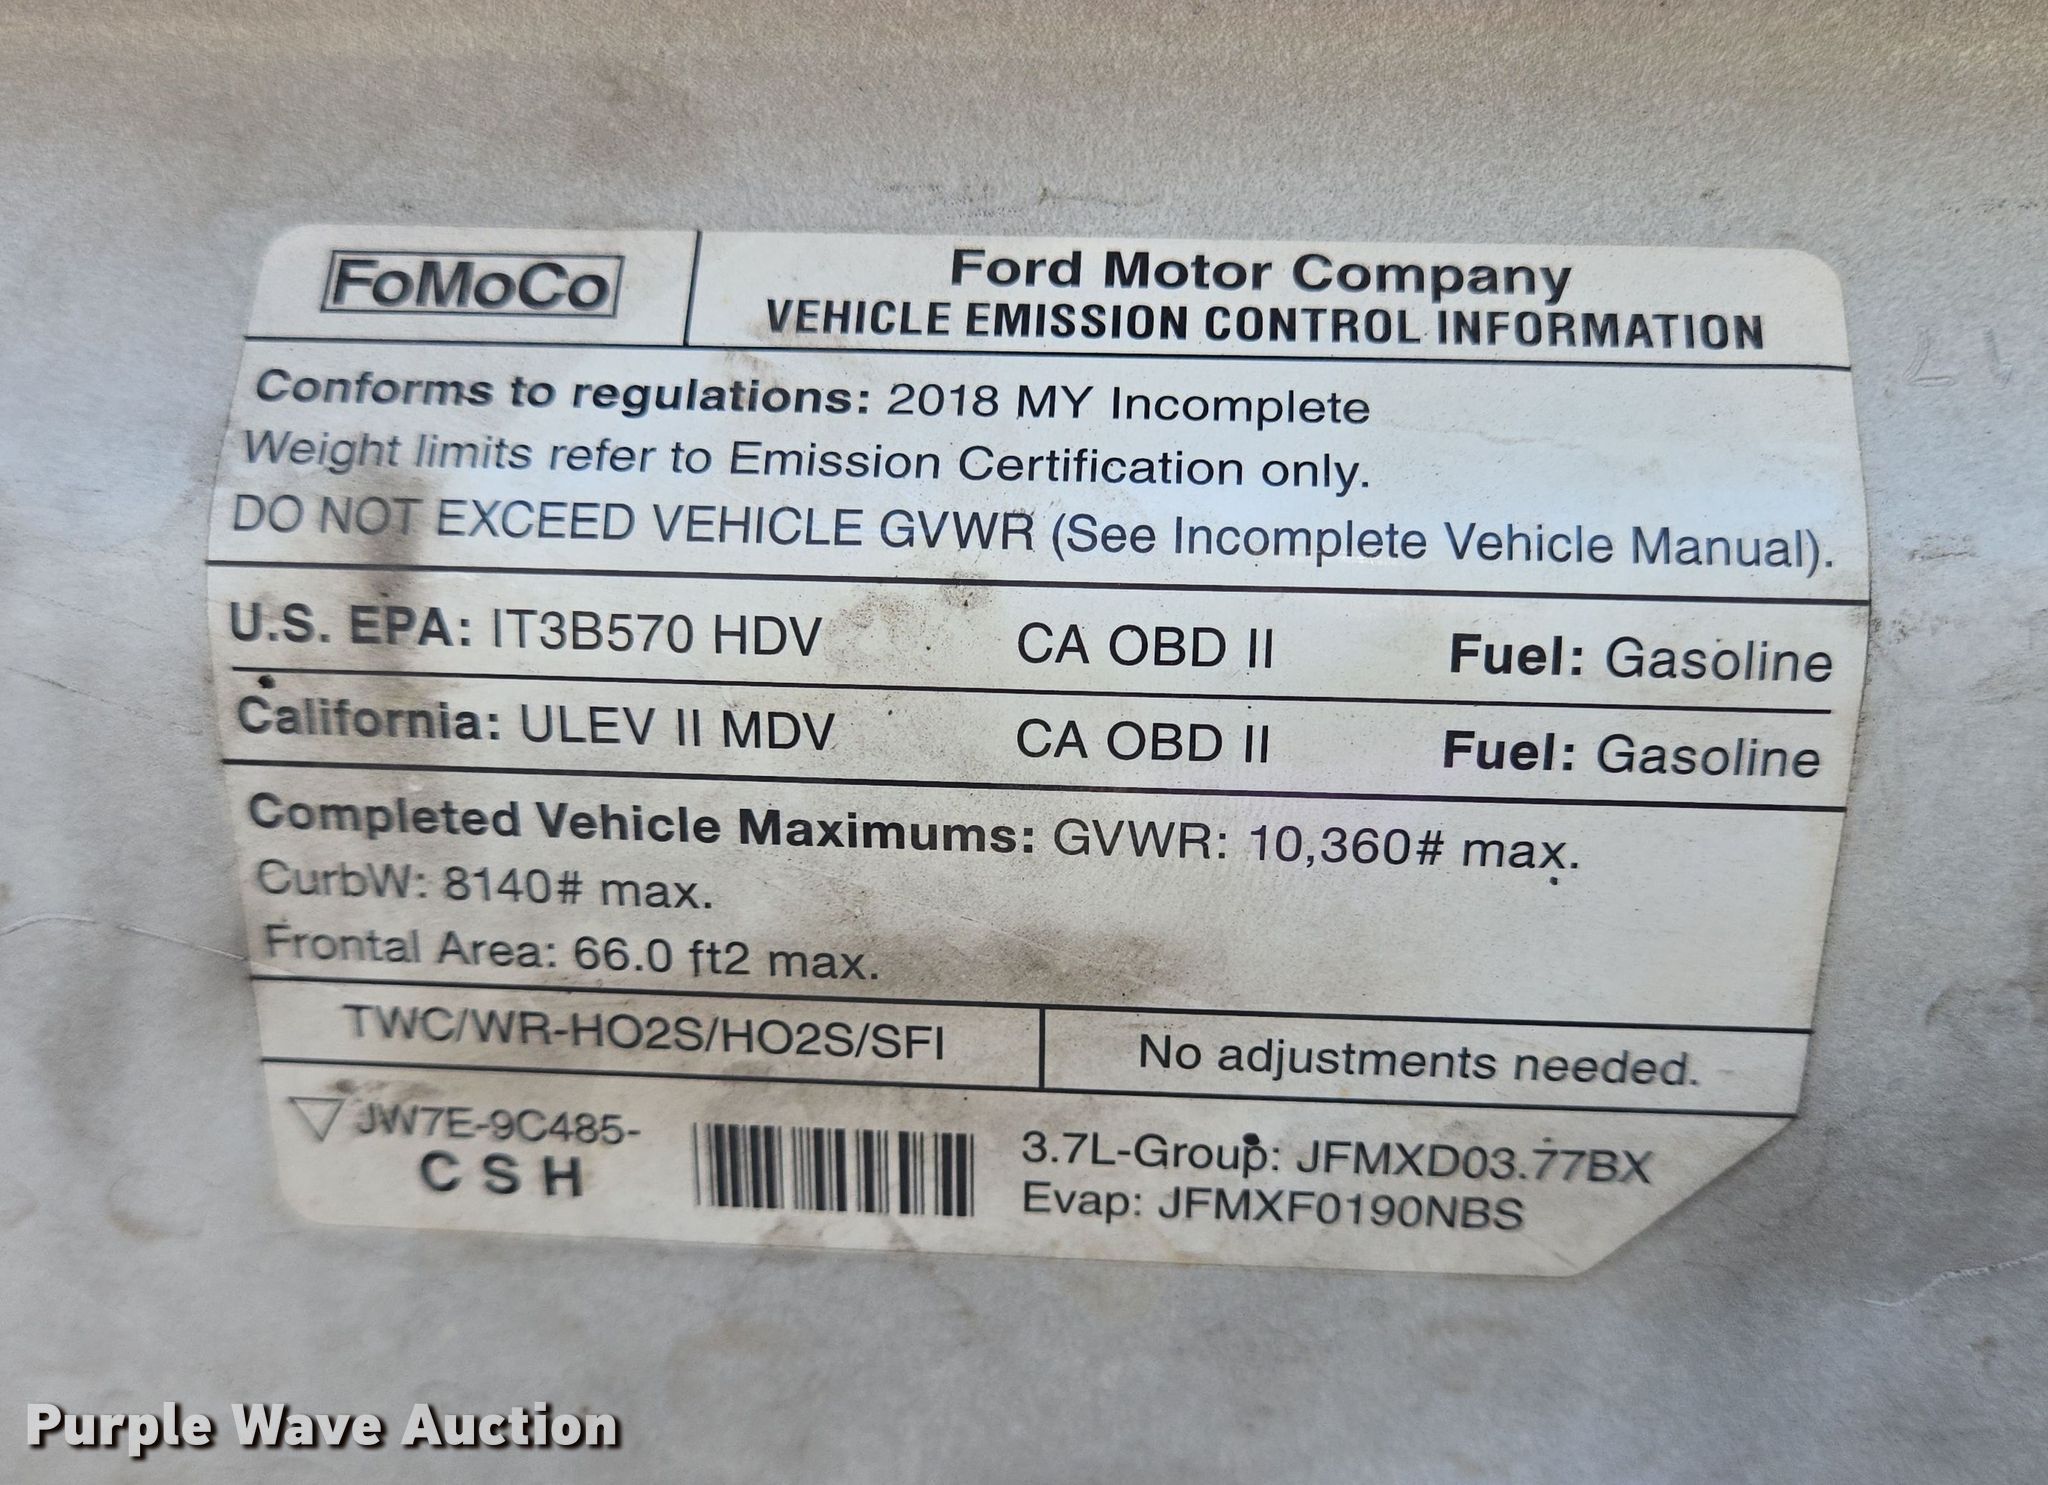 FoMoCo
Ford Motor Company
VEHICLE EMISSION CONTROL INFORMATION
Conforms to regulations: 2018 MY Incomplete
Weight limits refer to Emission Certification only.
DO NOT EXCEED VEHICLE GVWR (See Incomplete Vehicle Manual).
U.S. EPA: IT3B570 HDV CA OBD II Fuel: Gasoline
California: ULEV II MDV CA OBD II Fuel: Gasoline
Completed Vehicle Maximums: GVWR: 10,360# max.
CurbW: 8140# max.
Frontal Area: 66.0 ft2 max.
TWC/WR-HO2S/HO2S/SFI
No adjustments needed.
JW7E-9C485-
CSH
3.7L-Group: JFMXD03.77BX
Evap: JFMXF0190NBS
Purple Wave Auction